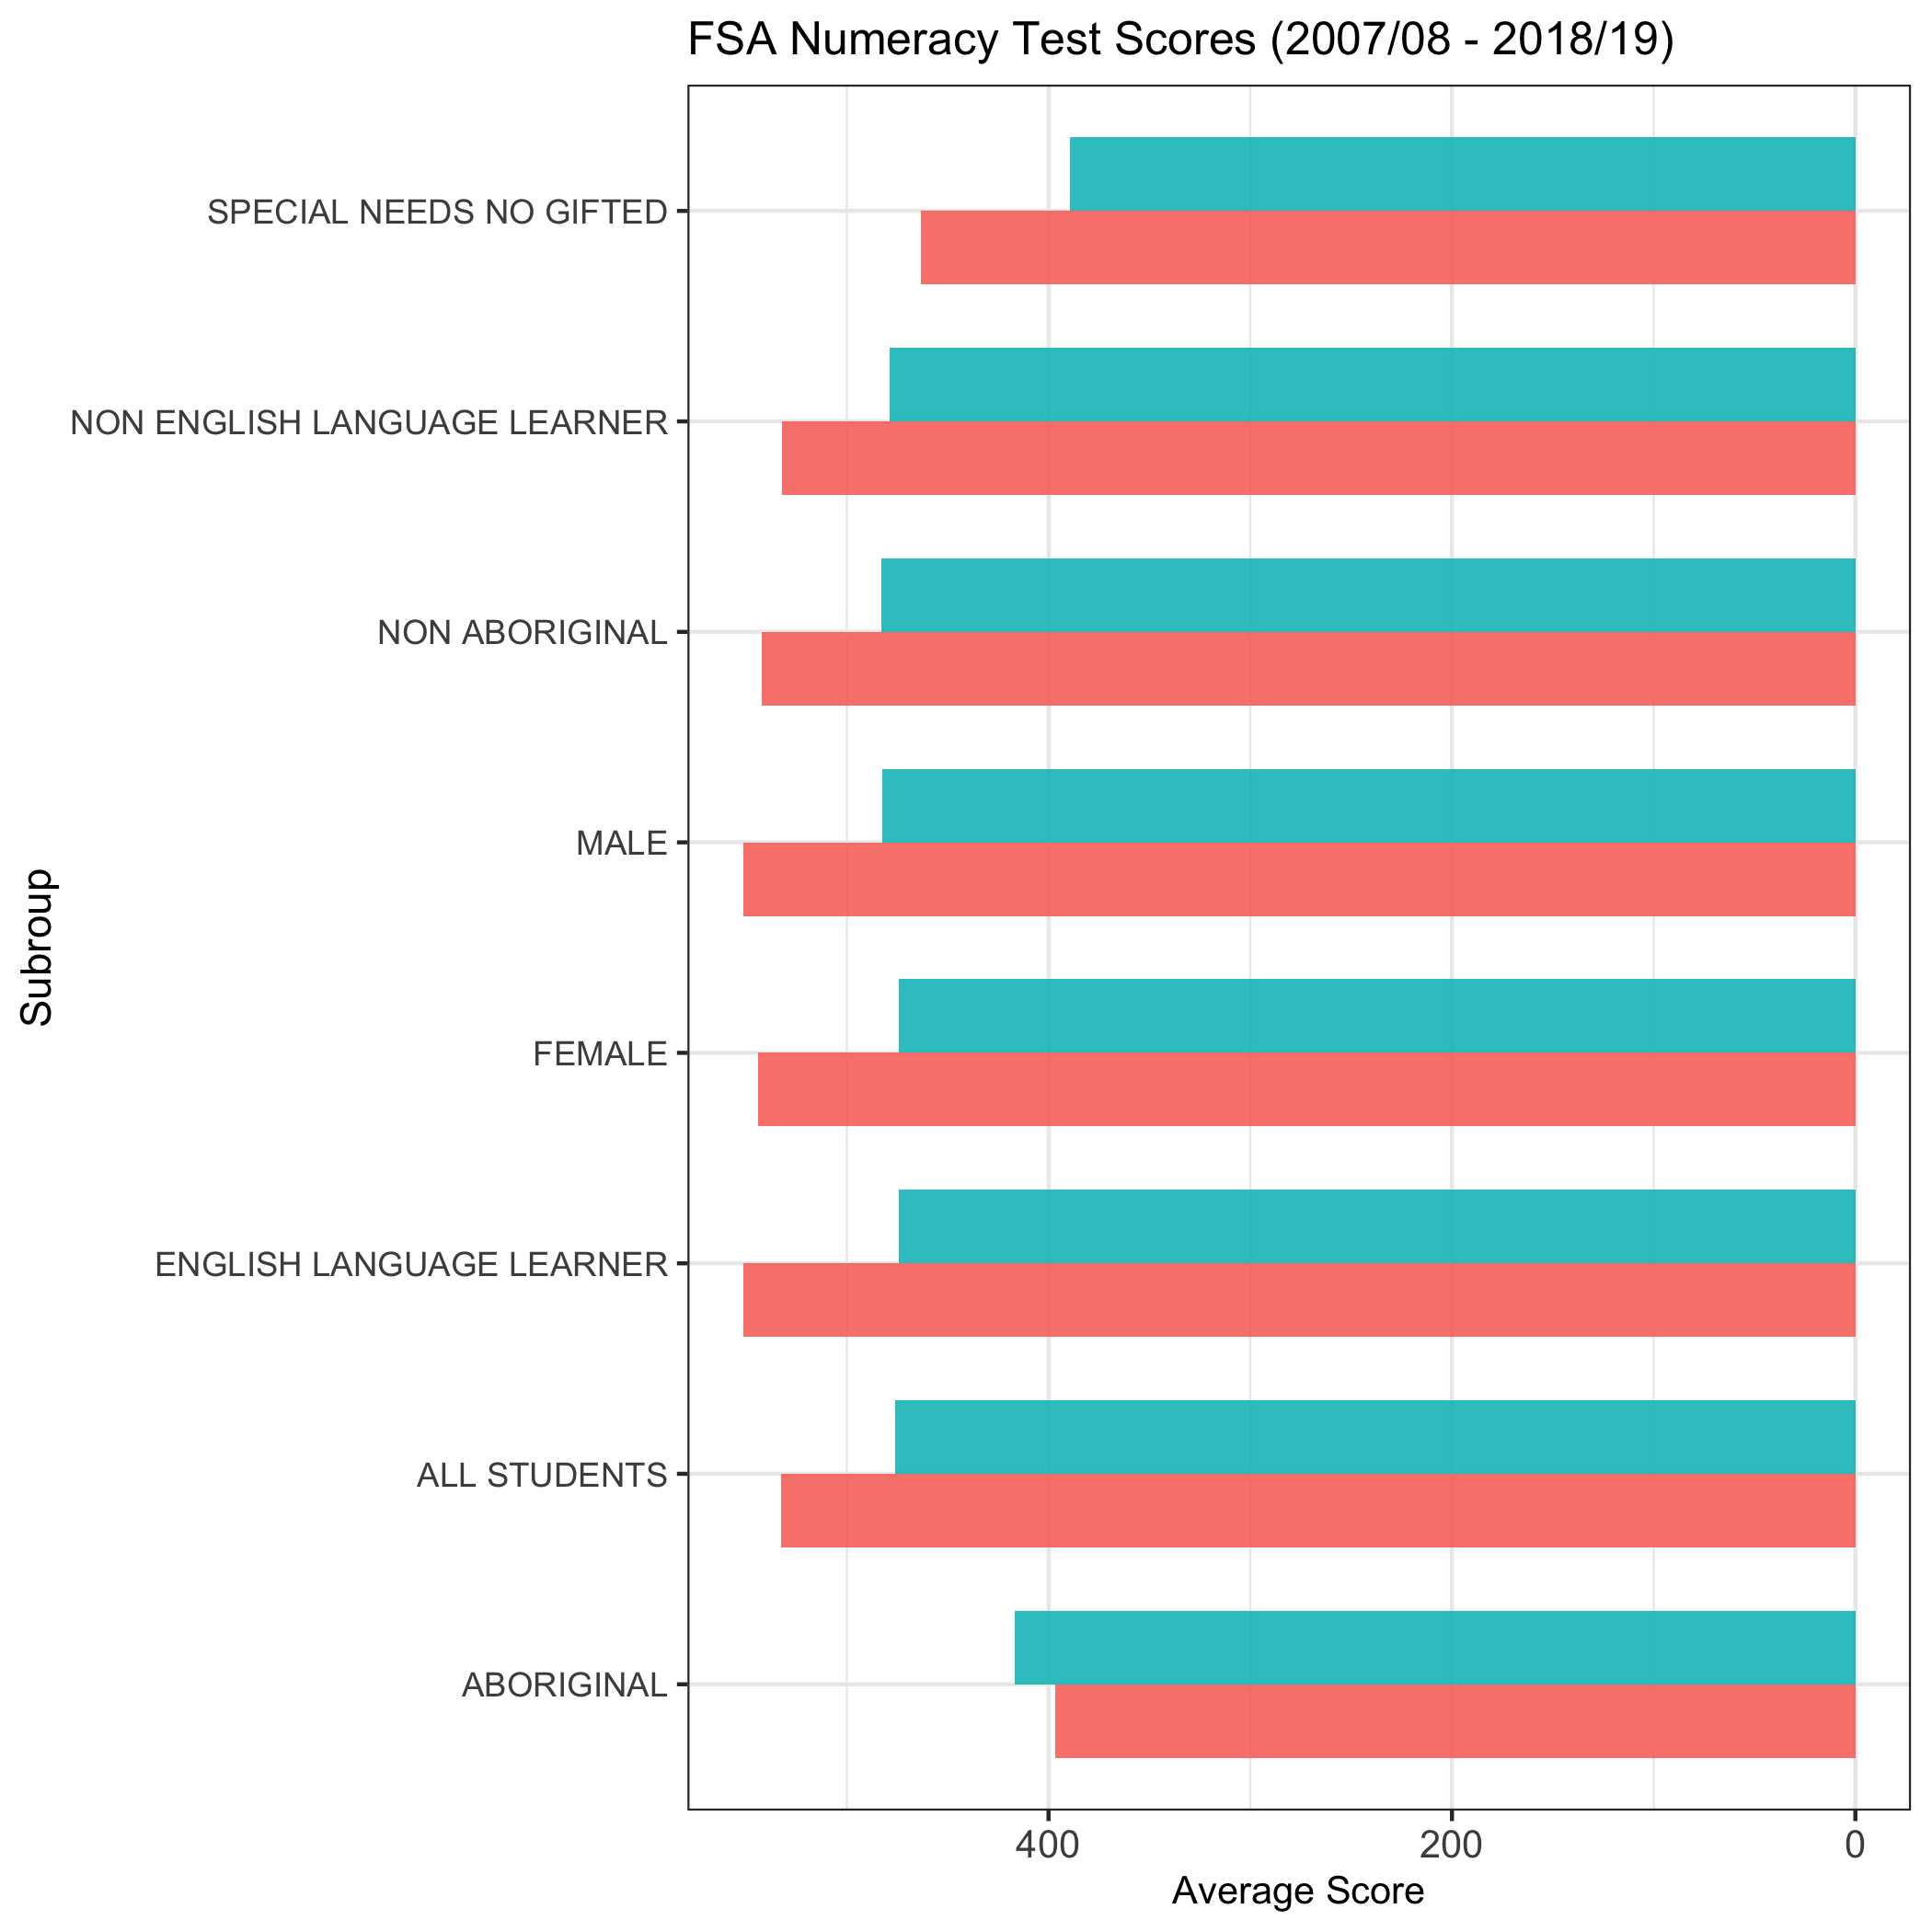 FSA Numeracy Test Scores (2007/08 - 2018/19)
SPECIAL NEEDS NO GIFTED
NON ENGLISH LANGUAGE LEARNER
NON ABORIGINAL
MALE
Subroup
FEMALE
ENGLISH LANGUAGE LEARNER
ALL STUDENTS
ABORIGINAL
400 200 0
Average Score